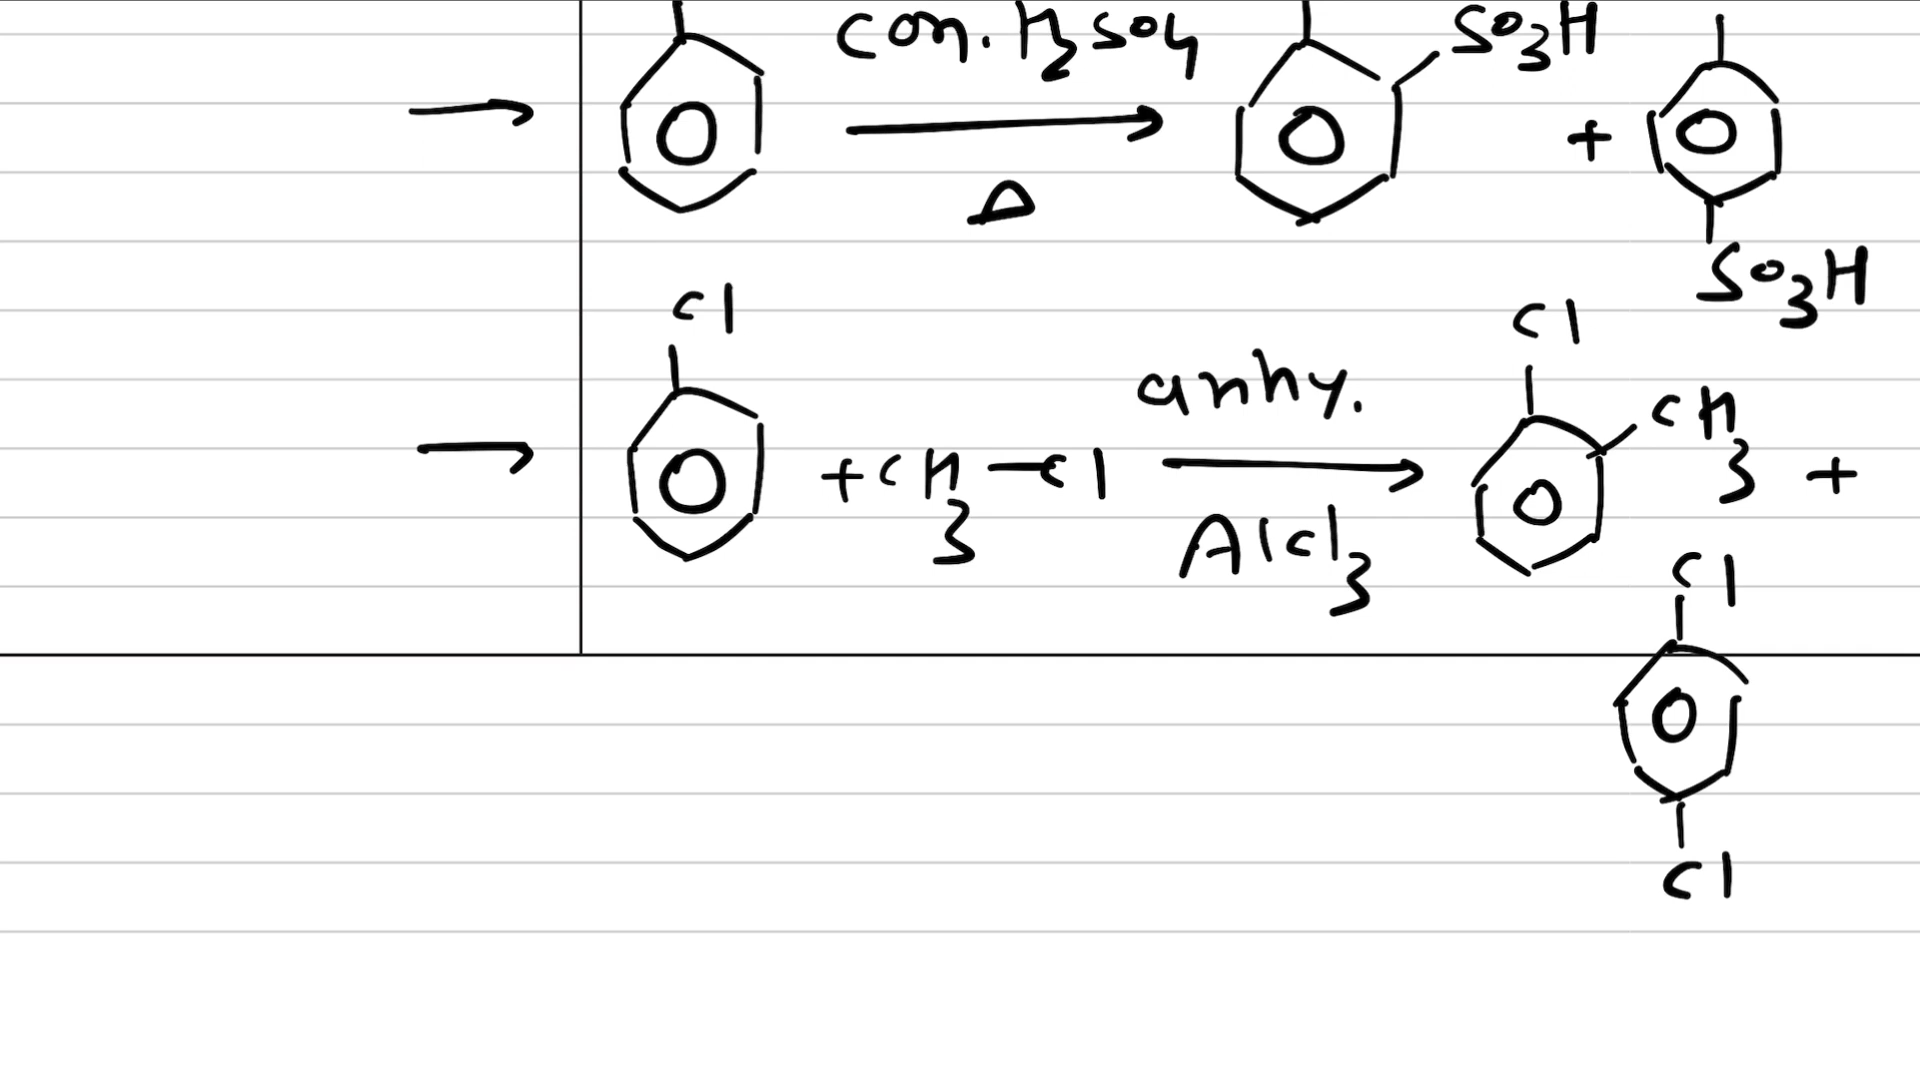 con. H2SO4 SO3H
→ ⟶ +
Δ
SO3H
Cl Cl
anhy. CH3
→ + CH3—Cl ⟶ +
AlCl3
Cl
Cl